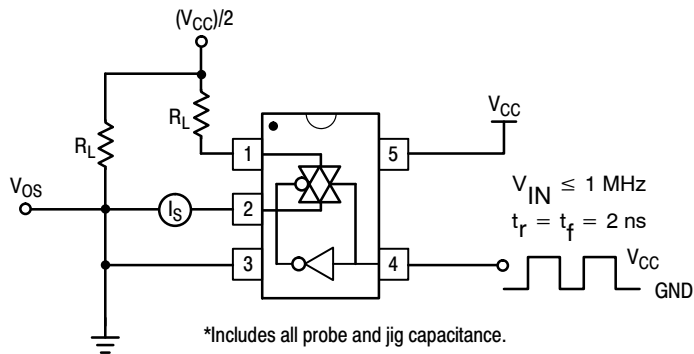 (V_CC)/2
R_L
R_L
V_CC
1
5
V_OS
I_S
2
V_IN ≤ 1 MHz
t_r = t_f = 2 ns
3
4
V_CC
GND
*Includes all probe and jig capacitance.